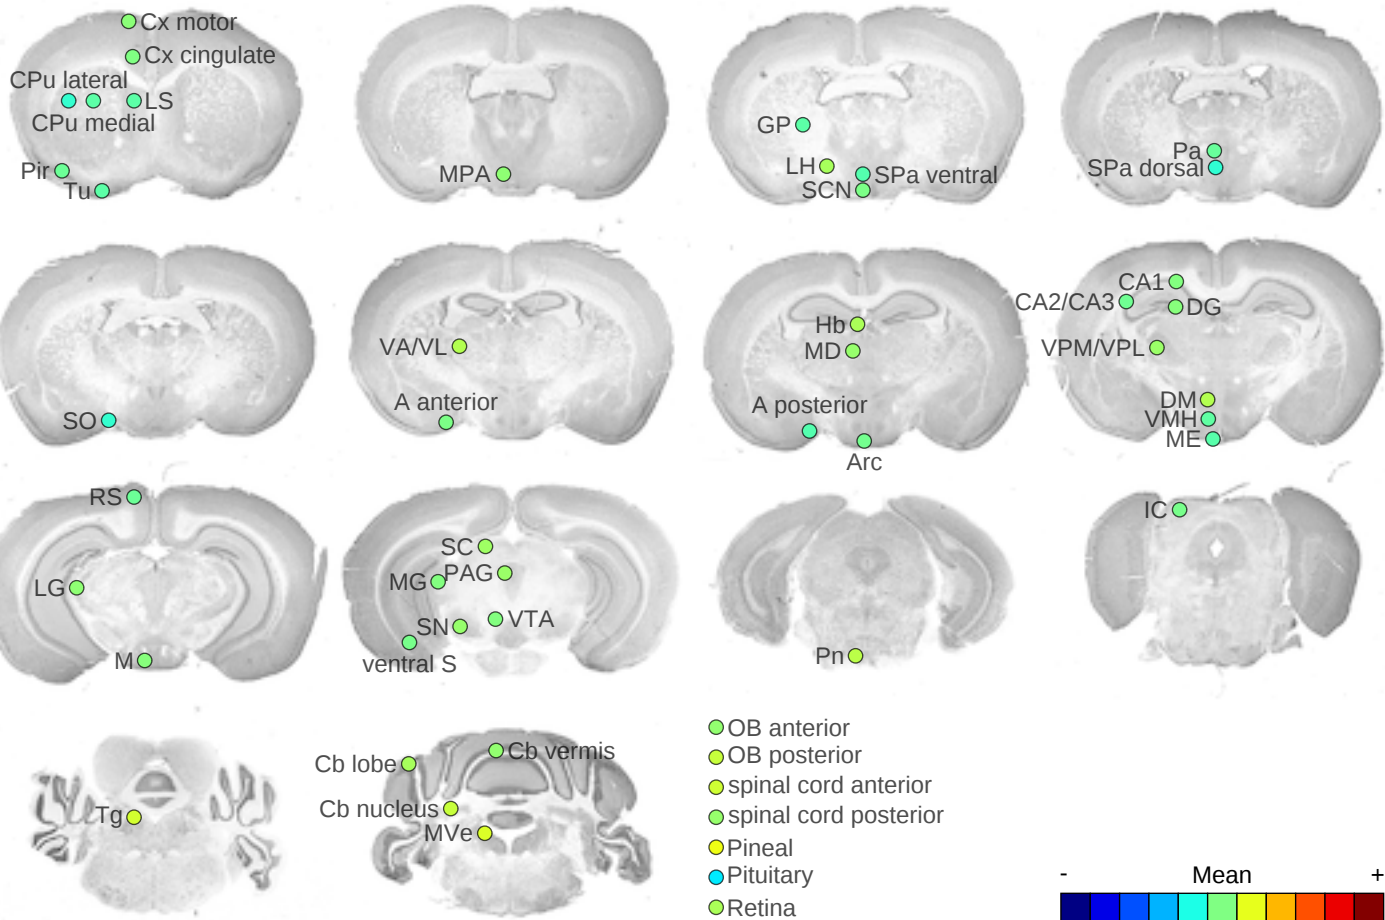 Cx motor
Cx cingulate
CPu lateral
LS
CPu medial
Pir
Tu
MPA
GP
LH
SPa ventral
SCN
Pa
SPa dorsal
SO
VA/VL
A anterior
Hb
MD
A posterior
Arc
CA1
CA2/CA3
DG
VPM/VPL
DM
VMH
ME
RS
LG
M
SC
MG
PAG
SN
VTA
ventral S
Pn
IC
Tg
Cb lobe
Cb vermis
Cb nucleus
MVe
OB anterior
OB posterior
spinal cord anterior
spinal cord posterior
Pineal
Pituitary
Retina
- Mean +